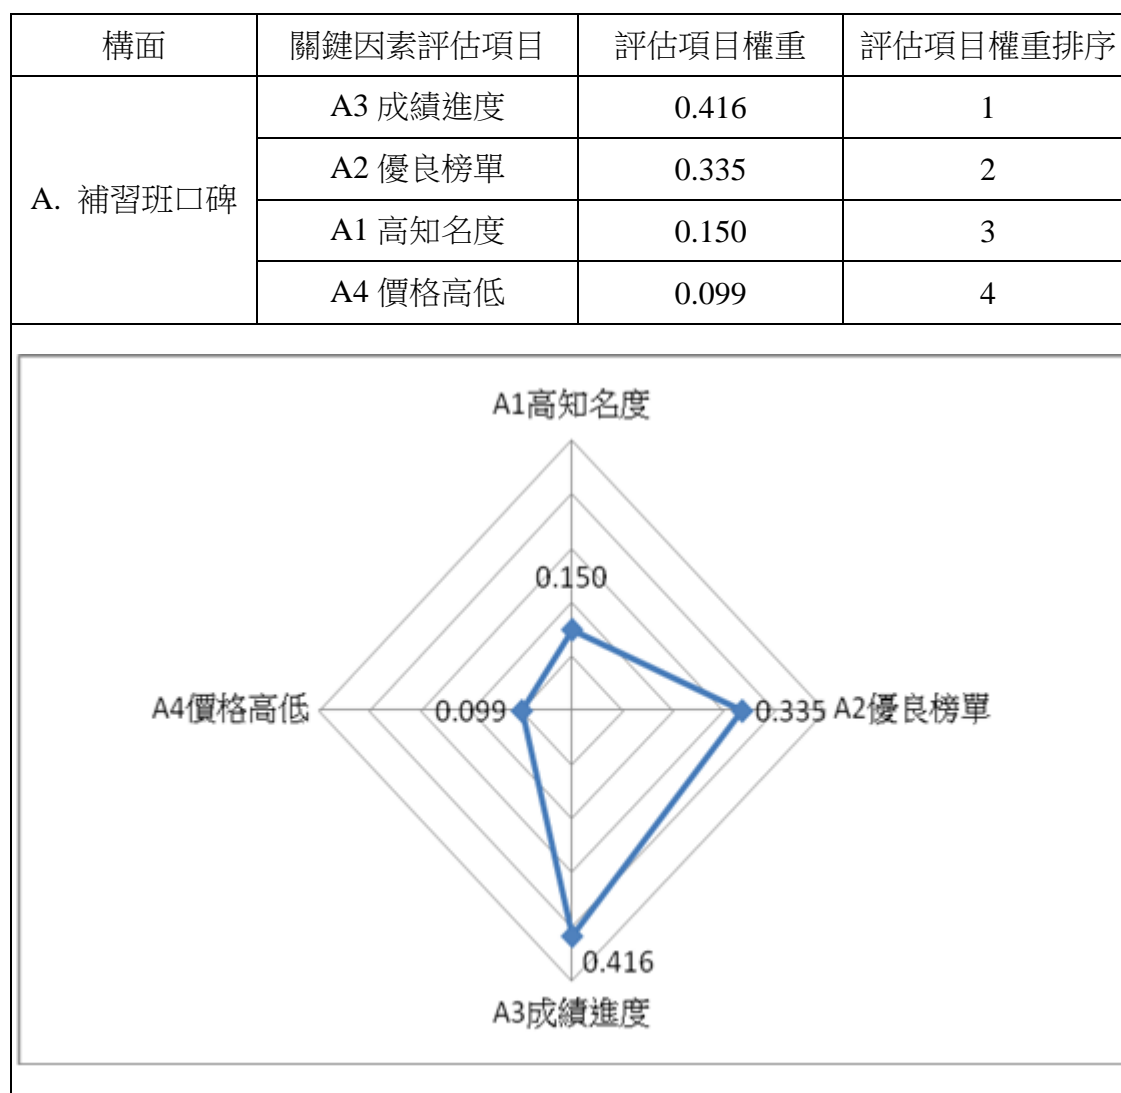 構面 關鍵因素評估項目 評估項目權重 評估項目權重排序
A. 補習班口碑
A3 成績進度 0.416 1
A2 優良榜單 0.335 2
A1 高知名度 0.150 3
A4 價格高低 0.099 4
A1高知名度
0.150
A4價格高低 0.099 0.335 A2優良榜單
0.416
A3成績進度